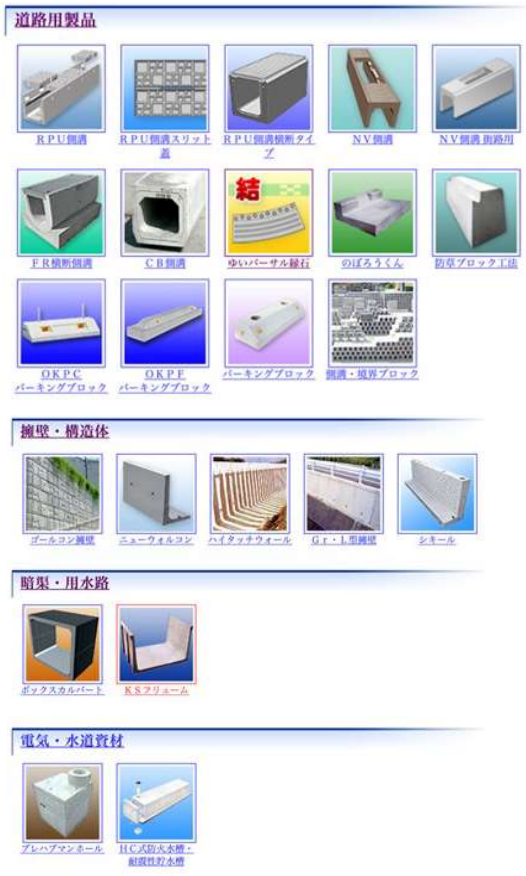 道路用製品
RPU側溝
RPU側溝スリット
蓋
RPU側溝横断タイ
プ
NV側溝
NV側溝 街路用
FR横断側溝
CB側溝
結
ゆいバーサル縁石
のぼろうくん
防草ブロック工法
OKPC
パーキングブロック
OKPF
パーキングブロック
パーキングブロック
側溝・境界ブロック
擁壁・構造体
ゴールコン擁壁
ニューウォルコン
ハイタッチウォール
Gr・L型擁壁
シキール
暗渠・用水路
ボックスカルバート
KSフリューム
電気・水道資材
プレハブマンホール
HC式防火水槽・
耐震性貯水槽